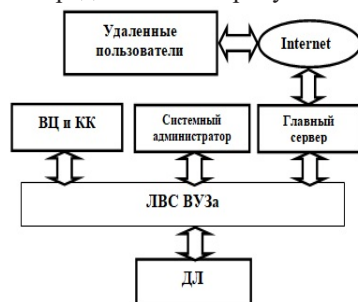 Удаленные
пользователи
Internet
ВЦ и КК
Системный
администратор
Главный
сервер
ЛВС ВУЗа
ДЛ